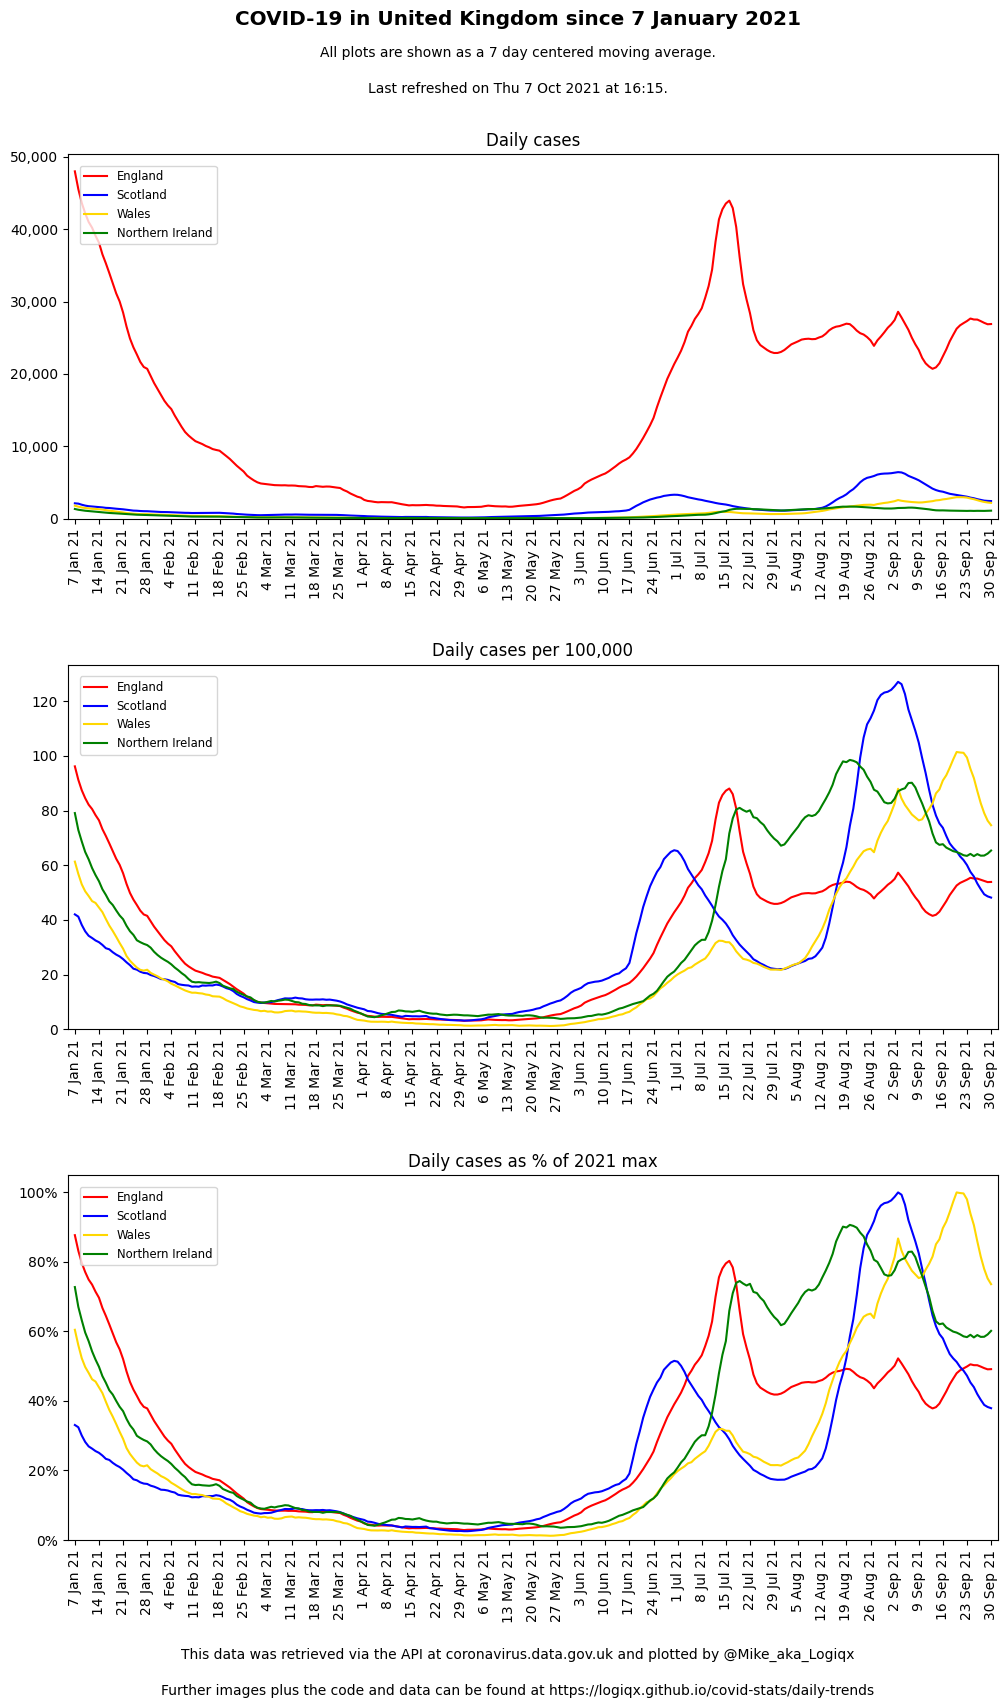 COVID-19 in United Kingdom since 7 January 2021
All plots are shown as a 7 day centered moving average.
Last refreshed on Thu 7 Oct 2021 at 16:15.
Daily cases
50,000
40,000
30,000
20,000
10,000
0
England
Scotland
Wales
Northern Ireland
7 Jan 21
14 Jan 21
21 Jan 21
28 Jan 21
4 Feb 21
11 Feb 21
18 Feb 21
25 Feb 21
4 Mar 21
11 Mar 21
18 Mar 21
25 Mar 21
1 Apr 21
8 Apr 21
15 Apr 21
22 Apr 21
29 Apr 21
6 May 21
13 May 21
20 May 21
27 May 21
3 Jun 21
10 Jun 21
17 Jun 21
24 Jun 21
1 Jul 21
8 Jul 21
15 Jul 21
22 Jul 21
29 Jul 21
5 Aug 21
12 Aug 21
19 Aug 21
26 Aug 21
2 Sep 21
9 Sep 21
16 Sep 21
23 Sep 21
30 Sep 21
Daily cases per 100,000
120
100
80
60
40
20
0
England
Scotland
Wales
Northern Ireland
7 Jan 21
14 Jan 21
21 Jan 21
28 Jan 21
4 Feb 21
11 Feb 21
18 Feb 21
25 Feb 21
4 Mar 21
11 Mar 21
18 Mar 21
25 Mar 21
1 Apr 21
8 Apr 21
15 Apr 21
22 Apr 21
29 Apr 21
6 May 21
13 May 21
20 May 21
27 May 21
3 Jun 21
10 Jun 21
17 Jun 21
24 Jun 21
1 Jul 21
8 Jul 21
15 Jul 21
22 Jul 21
29 Jul 21
5 Aug 21
12 Aug 21
19 Aug 21
26 Aug 21
2 Sep 21
9 Sep 21
16 Sep 21
23 Sep 21
30 Sep 21
Daily cases as % of 2021 max
100%
80%
60%
40%
20%
0%
England
Scotland
Wales
Northern Ireland
7 Jan 21
14 Jan 21
21 Jan 21
28 Jan 21
4 Feb 21
11 Feb 21
18 Feb 21
25 Feb 21
4 Mar 21
11 Mar 21
18 Mar 21
25 Mar 21
1 Apr 21
8 Apr 21
15 Apr 21
22 Apr 21
29 Apr 21
6 May 21
13 May 21
20 May 21
27 May 21
3 Jun 21
10 Jun 21
17 Jun 21
24 Jun 21
1 Jul 21
8 Jul 21
15 Jul 21
22 Jul 21
29 Jul 21
5 Aug 21
12 Aug 21
19 Aug 21
26 Aug 21
2 Sep 21
9 Sep 21
16 Sep 21
23 Sep 21
30 Sep 21
This data was retrieved via the API at coronavirus.data.gov.uk and plotted by @Mike_aka_Logiqx
Further images plus the code and data can be found at https://logiqx.github.io/covid-stats/daily-trends